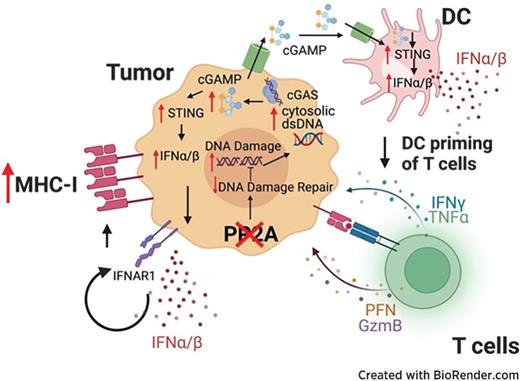 DC
cGAMP
STING
IFNα/β
IFNα/β
Tumor
cGAMP
cGAS
STING
cytosolic
dsDNA
DNA Damage
IFNα/β
DNA Damage Repair
PP2A
MHC-I
IFNAR1
IFNα/β
DC priming
of T cells
IFNγ
TNFα
PFN
GzmB
T cells
Created with BioRender.com